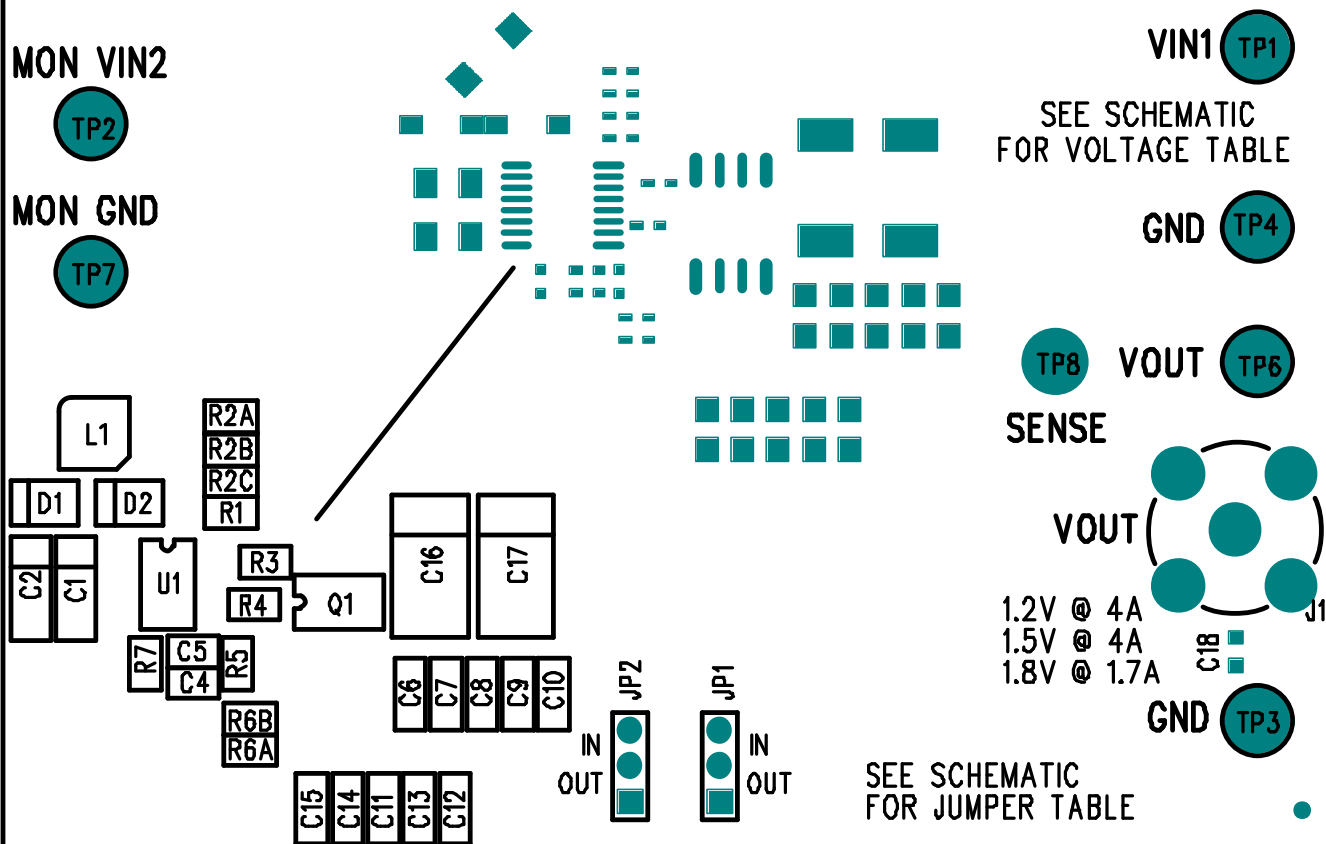 MON VIN2
TP2
MON GND
TP7
VIN1
TP1
SEE SCHEMATIC
FOR VOLTAGE TABLE
GND
TP4
TP8
VOUT
TP6
SENSE
L1
R2A
R2B
R2C
R1
D1
D2
C2
C1
U1
R3
R4
Q1
C16
C17
R7
C5
C4
R5
R6B
R6A
C6
C7
C8
C9
C10
C15
C14
C11
C13
C12
JP2
IN
OUT
JP1
IN
OUT
VOUT
J1
1.2V @ 4A
1.5V @ 4A
1.8V @ 1.7A
C18
GND
TP3
SEE SCHEMATIC
FOR JUMPER TABLE